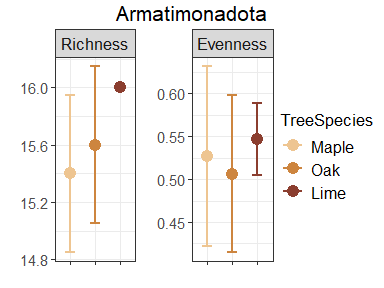 Armatimonadota
Richness
Evenness
16.0
15.6
15.2
14.8
0.60
0.55
0.50
0.45
TreeSpecies
Maple
Oak
Lime